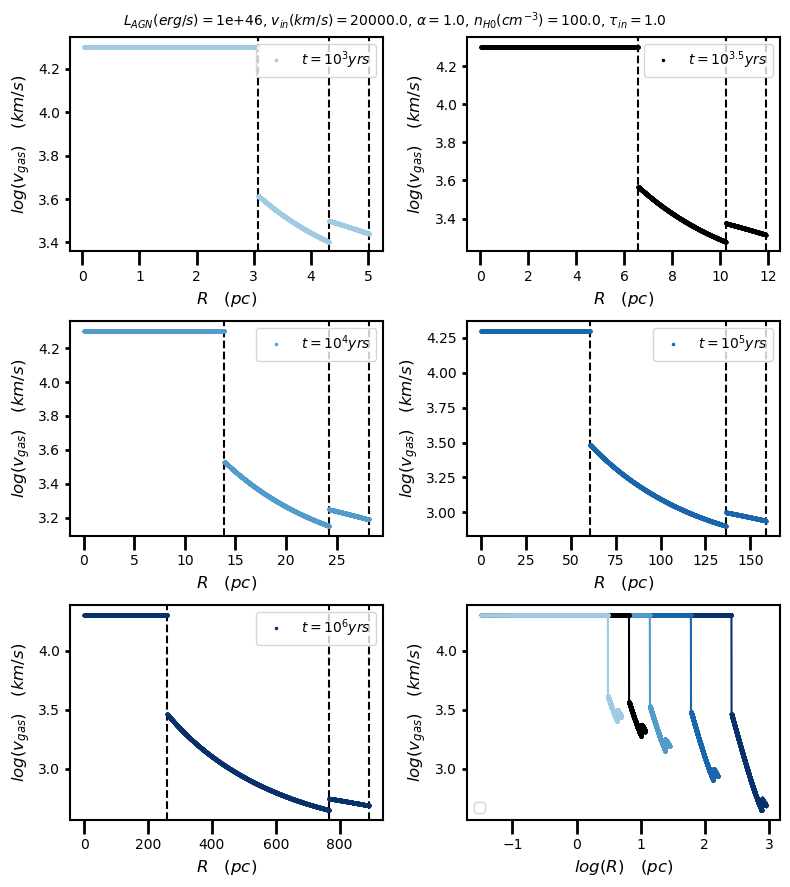 L_AGN(erg/s) = 1e+46, v_in(km/s) = 20000.0, α = 1.0, n_H0(cm^−3) = 100.0, τ_in = 1.0
log(v_gas) (km/s)
4.2
4.0
3.8
3.6
3.4
t = 10^3 yrs
0 1 2 3 4 5
R (pc)
log(v_gas) (km/s)
4.2
4.0
3.8
3.6
3.4
t = 10^3.5 yrs
0 2 4 6 8 10 12
R (pc)
log(v_gas) (km/s)
4.2
4.0
3.8
3.6
3.4
3.2
t = 10^4 yrs
0 5 10 15 20 25
R (pc)
log(v_gas) (km/s)
4.25
4.00
3.75
3.50
3.25
3.00
t = 10^5 yrs
0 25 50 75 100 125 150
R (pc)
log(v_gas) (km/s)
4.0
3.5
3.0
t = 10^6 yrs
0 200 400 600 800
R (pc)
log(v_gas) (km/s)
4.0
3.5
3.0
−1 0 1 2 3
log(R) (pc)